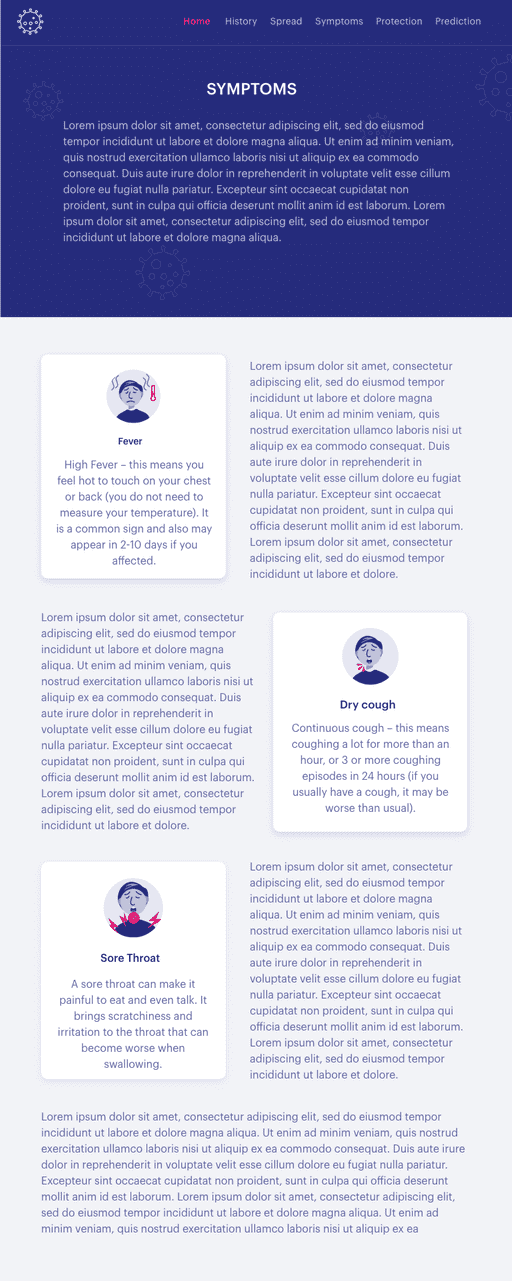 Home History Spread Symptoms Protection Prediction
SYMPTOMS
Lorem ipsum dolor sit amet, consectetur adipiscing elit, sed do eiusmod
tempor incididunt ut labore et dolore magna aliqua. Ut enim ad minim veniam,
quis nostrud exercitation ullamco laboris nisi ut aliquip ex ea commodo
consequat. Duis aute irure dolor in reprehenderit in voluptate velit esse cillum
dolore eu fugiat nulla pariatur. Excepteur sint occaecat cupidatat non
proident, sunt in culpa qui officia deserunt mollit anim id est laborum. Lorem
ipsum dolor sit amet, consectetur adipiscing elit, sed do eiusmod tempor
incididunt ut labore et dolore magna aliqua.
Fever
High Fever – this means you
feel hot to touch on your chest
or back (you do not need to
measure your temperature). It
is a common sign and also may
appear in 2-10 days if you
affected.
Lorem ipsum dolor sit amet, consectetur
adipiscing elit, sed do eiusmod tempor
incididunt ut labore et dolore magna
aliqua. Ut enim ad minim veniam, quis
nostrud exercitation ullamco laboris nisi ut
aliquip ex ea commodo consequat. Duis
aute irure dolor in reprehenderit in
voluptate velit esse cillum dolore eu fugiat
nulla pariatur. Excepteur sint occaecat
cupidatat non proident, sunt in culpa qui
officia deserunt mollit anim id est laborum.
Lorem ipsum dolor sit amet, consectetur
adipiscing elit, sed do eiusmod tempor
incididunt ut labore et dolore.
Lorem ipsum dolor sit amet, consectetur
adipiscing elit, sed do eiusmod tempor
incididunt ut labore et dolore magna
aliqua. Ut enim ad minim veniam, quis
nostrud exercitation ullamco laboris nisi ut
aliquip ex ea commodo consequat. Duis
aute irure dolor in reprehenderit in
voluptate velit esse cillum dolore eu fugiat
nulla pariatur. Excepteur sint occaecat
cupidatat non proident, sunt in culpa qui
officia deserunt mollit anim id est laborum.
Lorem ipsum dolor sit amet, consectetur
adipiscing elit, sed do eiusmod tempor
incididunt ut labore et dolore.
Dry cough
Continuous cough – this means
coughing a lot for more than an
hour, or 3 or more coughing
episodes in 24 hours (if you
usually have a cough, it may be
worse than usual).
Sore Throat
A sore throat can make it
painful to eat and even talk. It
brings scratchiness and
irritation to the throat that can
become worse when
swallowing.
Lorem ipsum dolor sit amet, consectetur
adipiscing elit, sed do eiusmod tempor
incididunt ut labore et dolore magna
aliqua. Ut enim ad minim veniam, quis
nostrud exercitation ullamco laboris nisi ut
aliquip ex ea commodo consequat. Duis
aute irure dolor in reprehenderit in
voluptate velit esse cillum dolore eu fugiat
nulla pariatur. Excepteur sint occaecat
cupidatat non proident, sunt in culpa qui
officia deserunt mollit anim id est laborum.
Lorem ipsum dolor sit amet, consectetur
adipiscing elit, sed do eiusmod tempor
incididunt ut labore et dolore.
Lorem ipsum dolor sit amet, consectetur adipiscing elit, sed do eiusmod tempor
incididunt ut labore et dolore magna aliqua. Ut enim ad minim veniam, quis nostrud
exercitation ullamco laboris nisi ut aliquip ex ea commodo consequat. Duis aute irure
dolor in reprehenderit in voluptate velit esse cillum dolore eu fugiat nulla pariatur.
Excepteur sint occaecat cupidatat non proident, sunt in culpa qui officia deserunt
mollit anim id est laborum. Lorem ipsum dolor sit amet, consectetur adipiscing elit,
sed do eiusmod tempor incididunt ut labore et dolore magna aliqua. Ut enim ad
minim veniam, quis nostrud exercitation ullamco laboris nisi ut aliquip ex ea